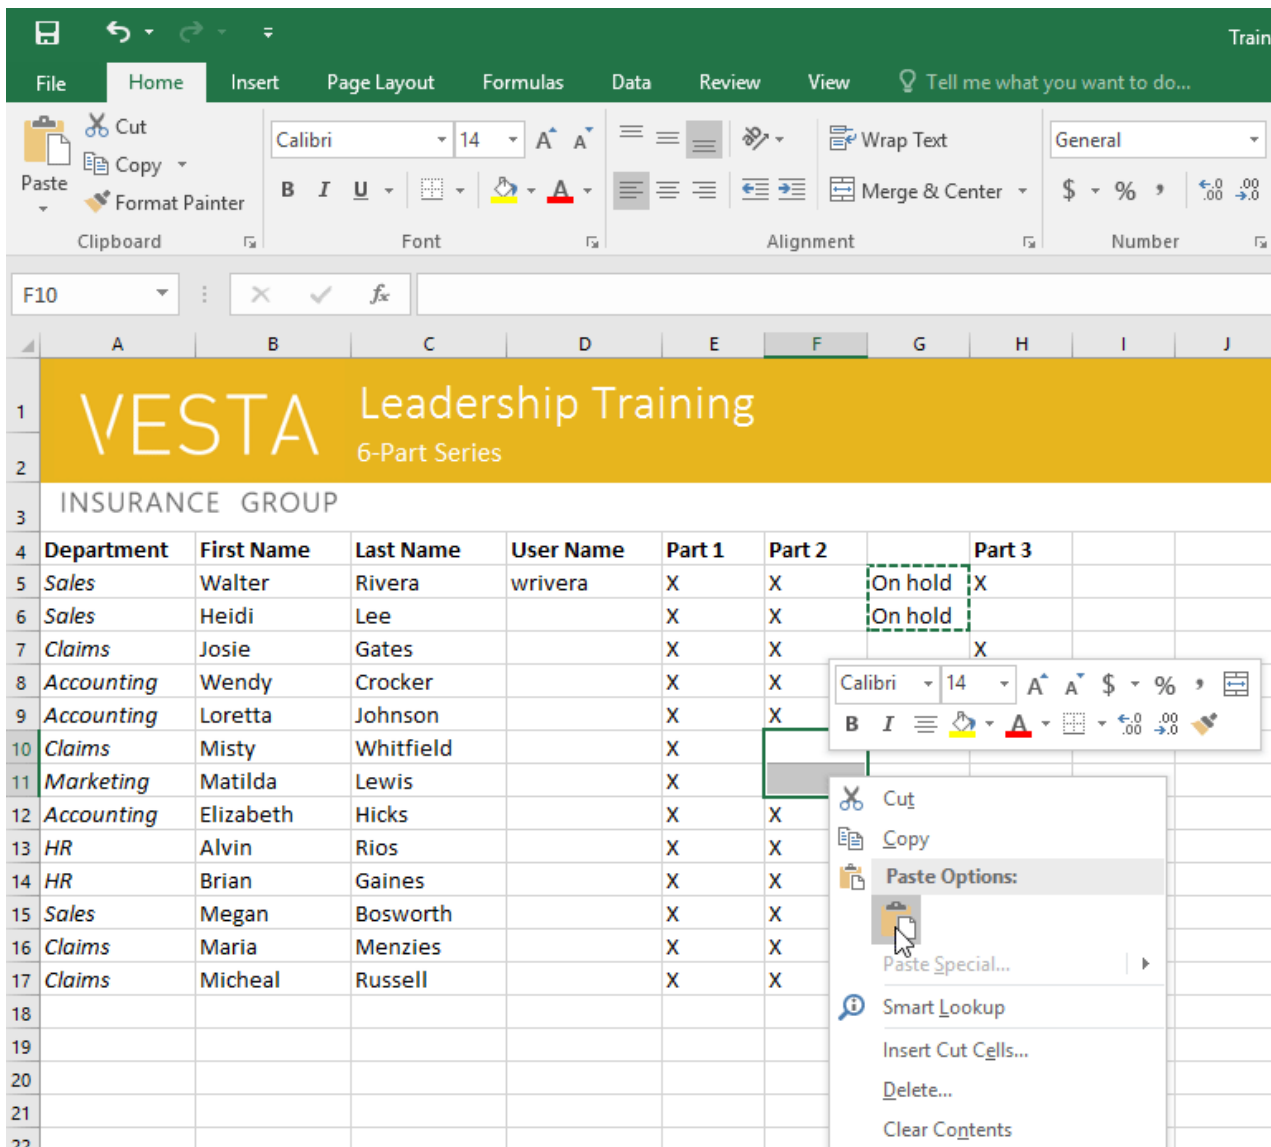 Train
File Home Insert Page Layout Formulas Data Review View Tell me what you want to do...
Cut
Copy
Paste
Format Painter
Calibri 14 A A Wrap Text General
B I U A Merge & Center $ % , .00 .0
Clipboard Font Alignment Number
F10 fx
A B C D E F G H I J
1 VESTA Leadership Training
2 6-Part Series
3 INSURANCE GROUP
4 Department First Name Last Name User Name Part 1 Part 2 Part 3
5 Sales Walter Rivera wrivera X X On hold X
6 Sales Heidi Lee X X On hold
7 Claims Josie Gates X X X
8 Accounting Wendy Crocker X X
9 Accounting Loretta Johnson X X
10 Claims Misty Whitfield X
11 Marketing Matilda Lewis X
12 Accounting Elizabeth Hicks X X
13 HR Alvin Rios X X
14 HR Brian Gaines X X
15 Sales Megan Bosworth X X
16 Claims Maria Menzies X X
17 Claims Micheal Russell X X
18
19
20
21
22
Calibri 14 A A $ % ,
B I A .0 .00
Cut
Copy
Paste Options:
Paste Special...
Smart Lookup
Insert Cut Cells...
Delete...
Clear Contents